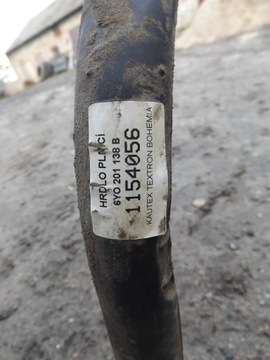 HRDLO PLNICÍ
6Y0 201 138 B
1154056
KAUTEX TEXTRON BOHEMIA